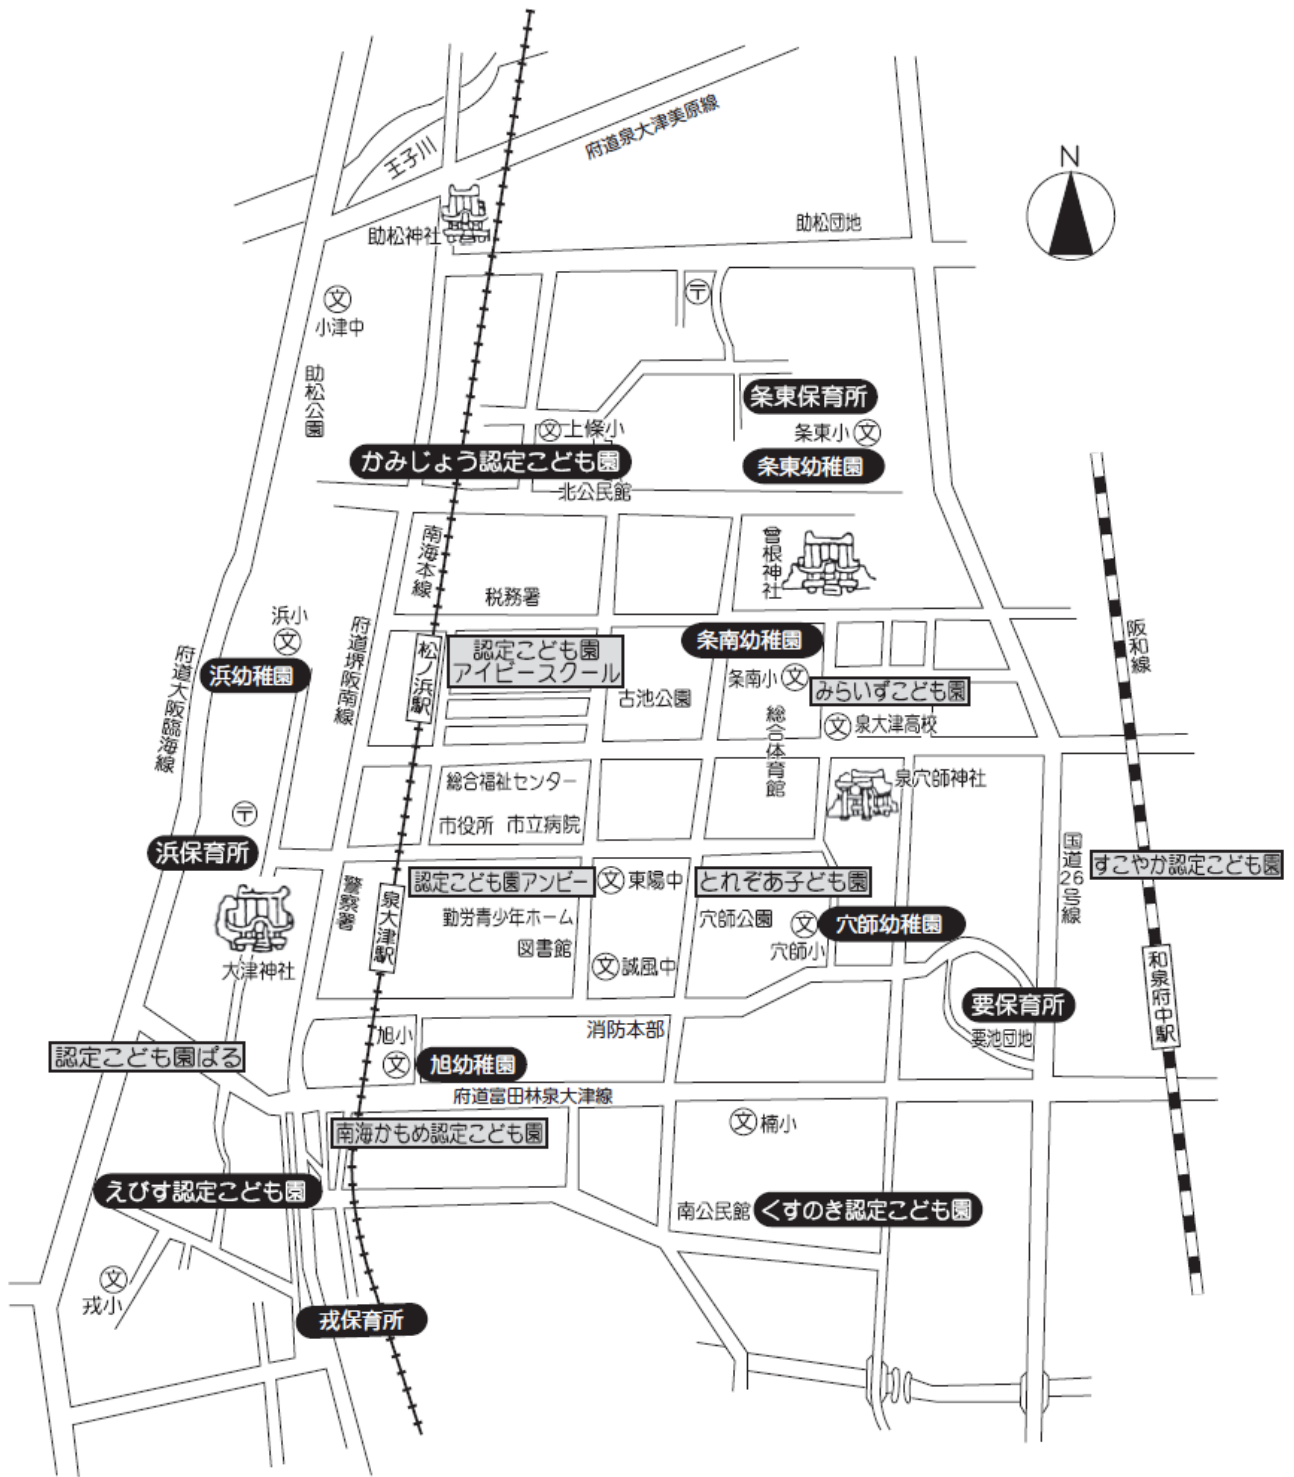 府道泉大津美原線
王子川
N
助松神社
助松団地
〒
文
小津中
助松公園
条東保育所
条東小 文
文 上條小
かみじょう認定こども園
条東幼稚園
北公民館
南海本線
曾根神社
税務署
浜小
文
浜幼稚園
府道大阪臨海線
府道堺阪南線
松ノ浜駅
認定こども園
アイビースクール
条南幼稚園
条南小 文
みらいずこども園
古池公園
総合体育館
文 泉大津高校
阪和線
総合福祉センター
泉穴師神社
市役所 市立病院
〒
浜保育所
国道26号線
すこやか認定こども園
警察署
泉大津駅
認定こども園アンビー
文 東陽中
とれぞあ子ども園
勤労青少年ホーム
穴師公園
文
穴師幼稚園
穴師小
図書館
文 誠風中
大津神社
和泉府中駅
要保育所
要池団地
消防本部
旭小
文
旭幼稚園
認定こども園ぱる
府道富田林泉大津線
南海かもめ認定こども園
文 楠小
えびす認定こども園
南公民館
くすのき認定こども園
文
戎小
戎保育所